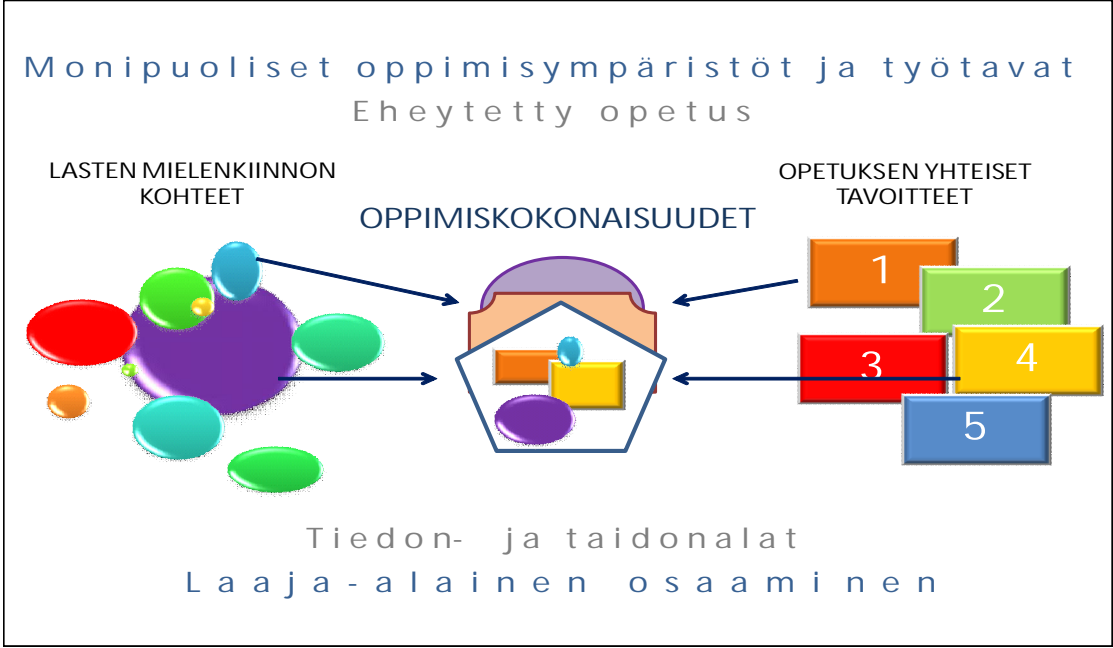 Monipuoliset oppimisympäristöt ja työtavat
Eheytetty opetus
LASTEN MIELENKIINNON
KOHTEET
OPPIMISKOKONAISUUDET
OPETUKSEN YHTEISET
TAVOITTEET
1
2
3
4
5
Tiedon- ja taidonalat
Laaja-alainen osaaminen